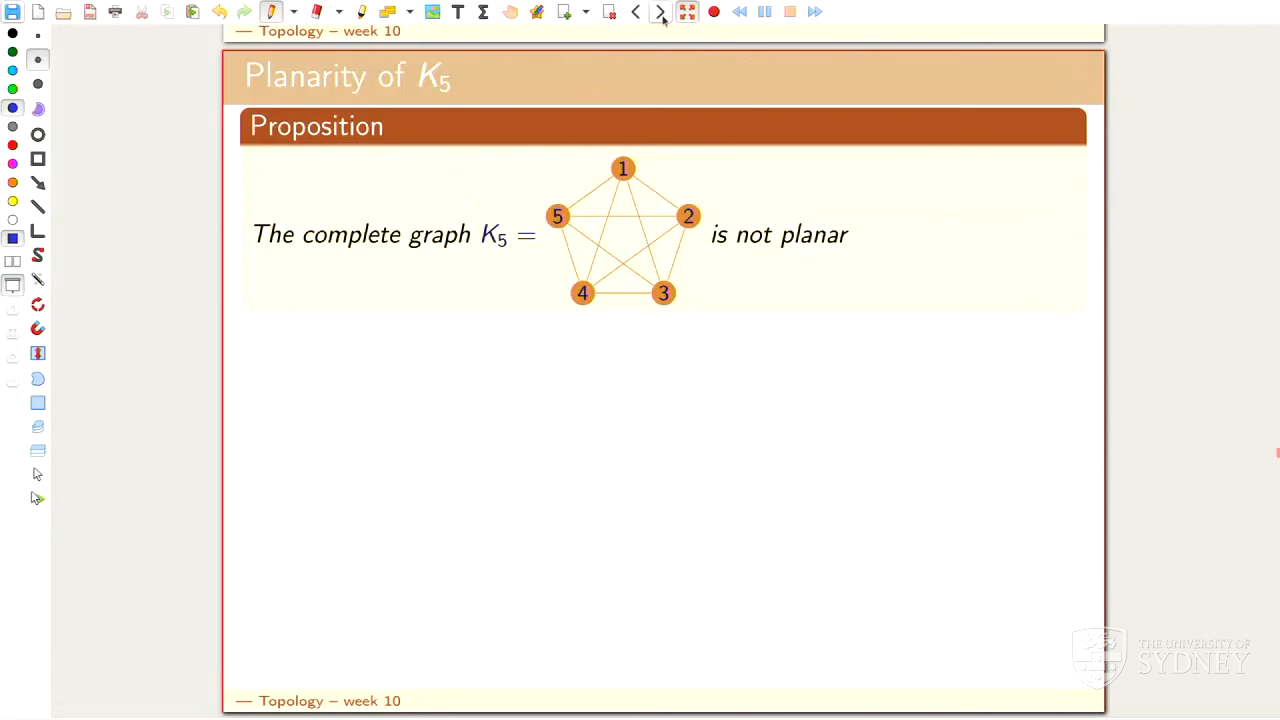 — Topology – week 10
Planarity of K₅
Proposition
1
5 2
The complete graph K₅ = is not planar
4 3
THE UNIVERSITY OF
SYDNEY
— Topology – week 10